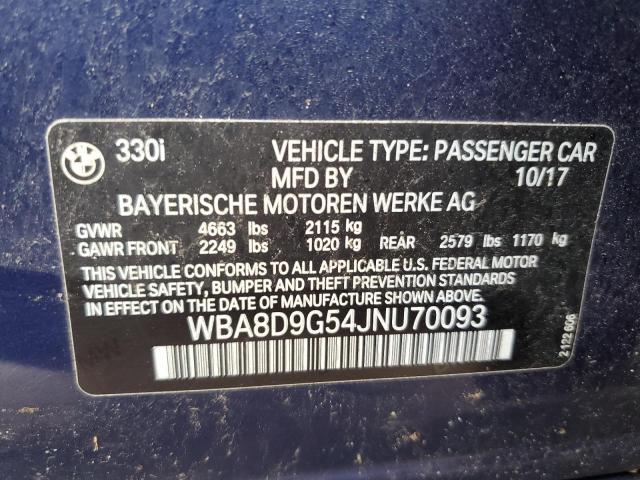 330i VEHICLE TYPE: PASSENGER CAR
MFD BY 10/17
BAYERISCHE MOTOREN WERKE AG
GVWR 4663 lbs 2115 kg
GAWR FRONT 2249 lbs 1020 kg REAR 2579 lbs 1170 kg
THIS VEHICLE CONFORMS TO ALL APPLICABLE U.S. FEDERAL MOTOR
VEHICLE SAFETY, BUMPER AND THEFT PREVENTION STANDARDS
IN EFFECT ON THE DATE OF MANUFACTURE SHOWN ABOVE.
WBA8D9G54JNU70093
2 122 606